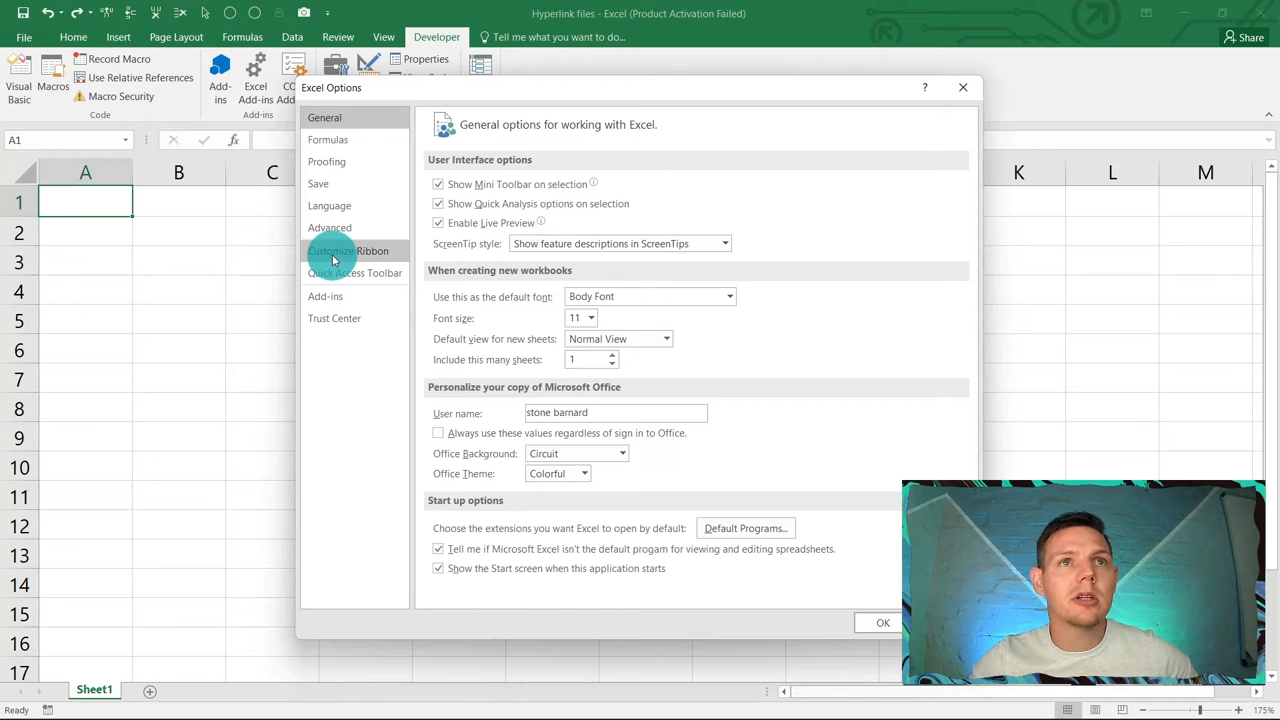 Hyperlink files - Excel (Product Activation Failed)
File Home Insert Page Layout Formulas Data Review View Developer Tell me what you want to do... Share
Visual Basic
Macros
Record Macro
Use Relative References
Macro Security
Code
Add-ins
Excel Add-ins
Add-ins
Properties
A1
fx
Excel Options
?
General
Formulas
Proofing
Save
Language
Advanced
Customize Ribbon
Quick Access Toolbar
Add-ins
Trust Center
General options for working with Excel.
User Interface options
Show Mini Toolbar on selection
Show Quick Analysis options on selection
Enable Live Preview
ScreenTip style: Show feature descriptions in ScreenTips
When creating new workbooks
Use this as the default font: Body Font
Font size: 11
Default view for new sheets: Normal View
Include this many sheets: 1
Personalize your copy of Microsoft Office
User name: stone barnard
Always use these values regardless of sign in to Office.
Office Background: Circuit
Office Theme: Colorful
Start up options
Choose the extensions you want Excel to open by default: Default Programs...
Tell me if Microsoft Excel isn't the default progam for viewing and editing spreadsheets.
Show the Start screen when this application starts
OK
A B C K L M
1
2
3
4
5
6
7
8
9
10
11
12
13
14
15
16
17
Sheet1
Ready
175%